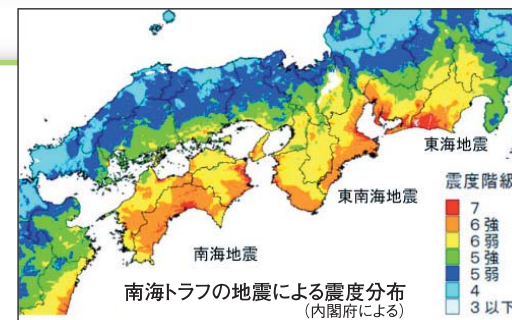 東海地震
東南海地震
南海地震
南海トラフの地震による震度分布
(内閣府による)
震度階級
7
6強
6弱
5強
5弱
4
3以下